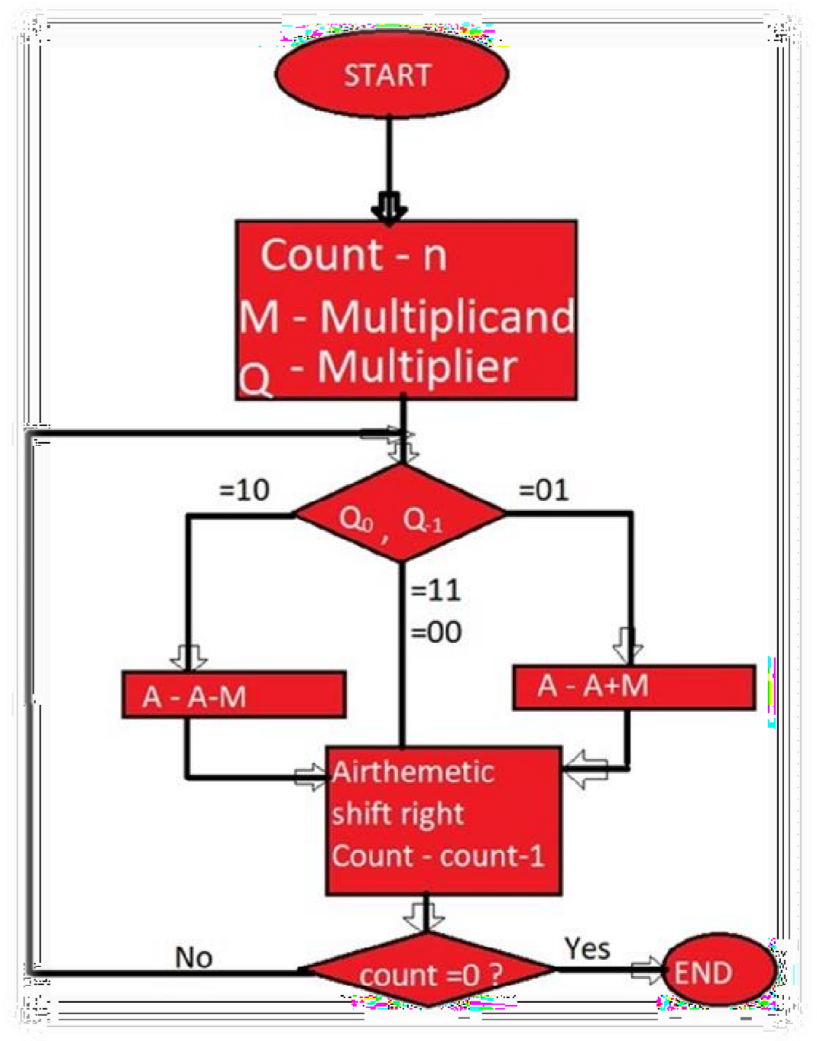 START
Count - n
M - Multiplicand
Q - Multiplier
=10
=01
Q₀ , Q₋₁
=11
=00
A - A-M
A - A+M
Airthemetic
shift right
Count - count-1
No
Yes
count =0 ?
END